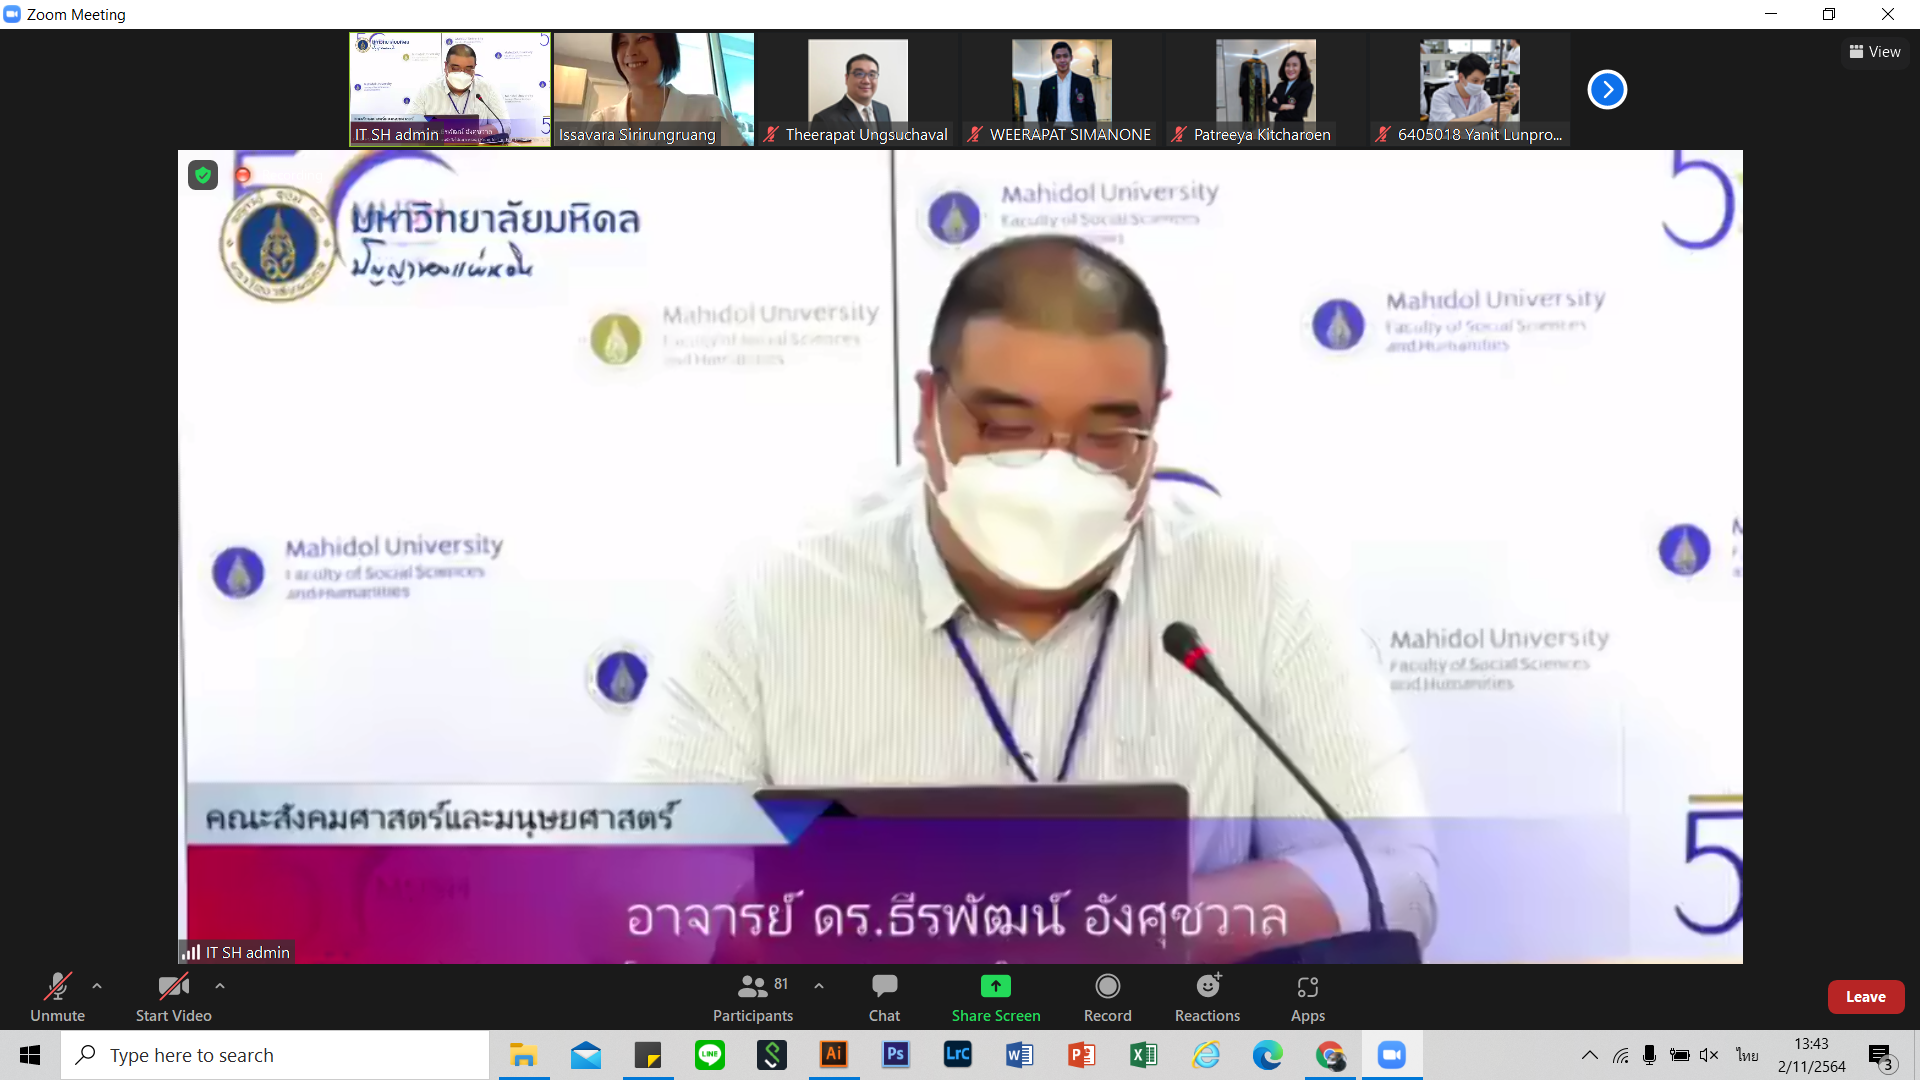 Zoom Meeting
View
IT SH admin
Issavara Sirirungruang
Theerapat Ungsuchaval
WEERAPAT SIMANONE
Patreeya Kitcharoen
6405018 Yanit Lunpro...
มหาวิทยาลัยมหิดล
ปัญญาของแผ่นดิน
Mahidol University
Faculty of Social Sciences
Mahidol University
Faculty of Social Sciences
and Humanities
Mahidol University
Faculty of Social Sciences
and Humanities
Mahidol University
Faculty of Social Sciences
and Humanities
Mahidol University
Faculty of Social Sciences
and Humanities
5
5
คณะสังคมศาสตร์และมนุษยศาสตร์
อาจารย์ ดร.ธีรพัฒน์ อังศุชวาล
IT SH admin
Unmute
Start Video
81
Participants
Chat
Share Screen
Record
Reactions
Apps
Leave
Type here to search
LINE
Ai
Ps
LrC
ไทย
13:43
2/11/2564
3